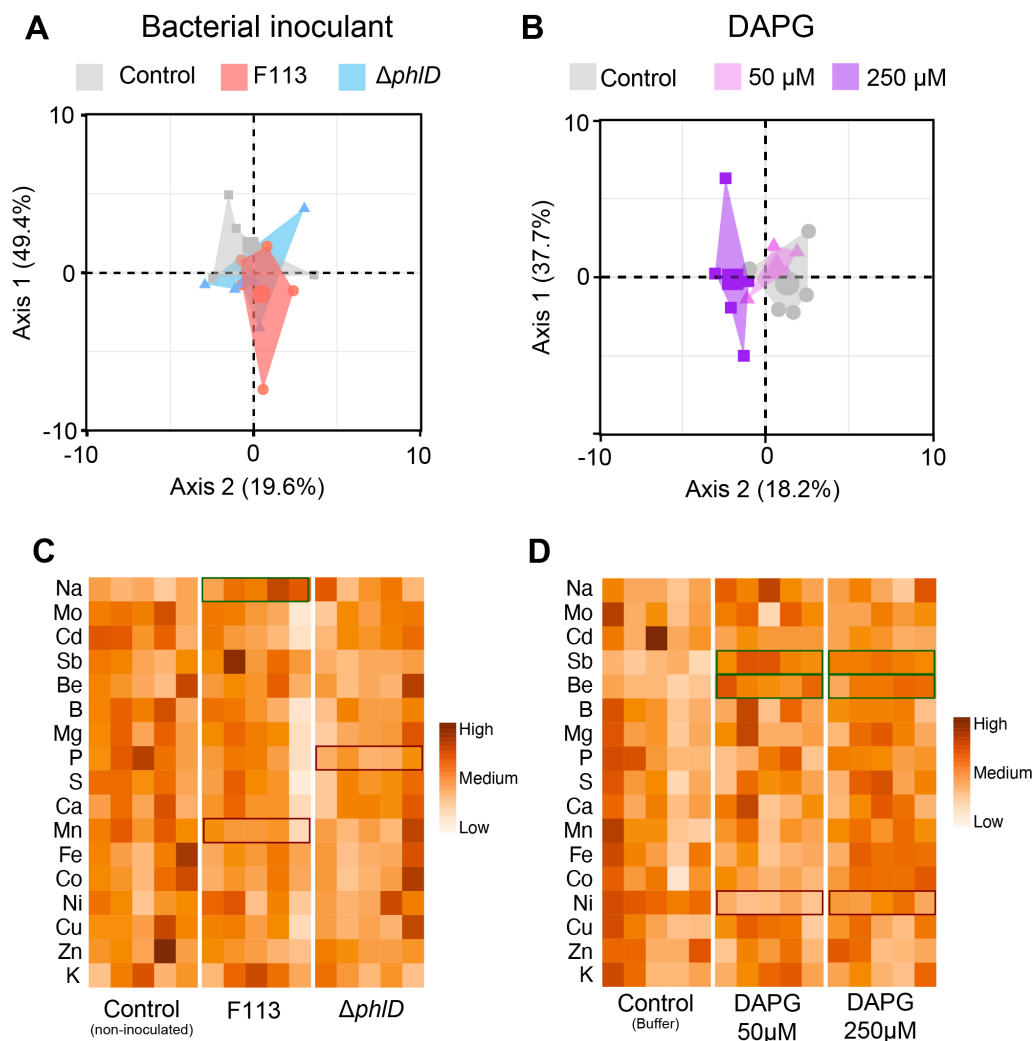 A
Bacterial inoculant
Control
F113
ΔphlD
10
0
-10
-10
0
10
Axis 1 (49.4%)
Axis 2 (19.6%)
B
DAPG
Control
50 µM
250 µM
10
0
-10
0
10
Axis 1 (37.7%)
Axis 2 (18.2%)
C
Na
Mo
Cd
Sb
Be
B
Mg
P
S
Ca
Mn
Fe
Co
Ni
Cu
Zn
K
Control
(non-inoculated)
F113
ΔphlD
High
Medium
Low
D
Na
Mo
Cd
Sb
Be
B
Mg
P
S
Ca
Mn
Fe
Co
Ni
Cu
Zn
K
Control
(Buffer)
DAPG
50µM
DAPG
250µM
High
Medium
Low